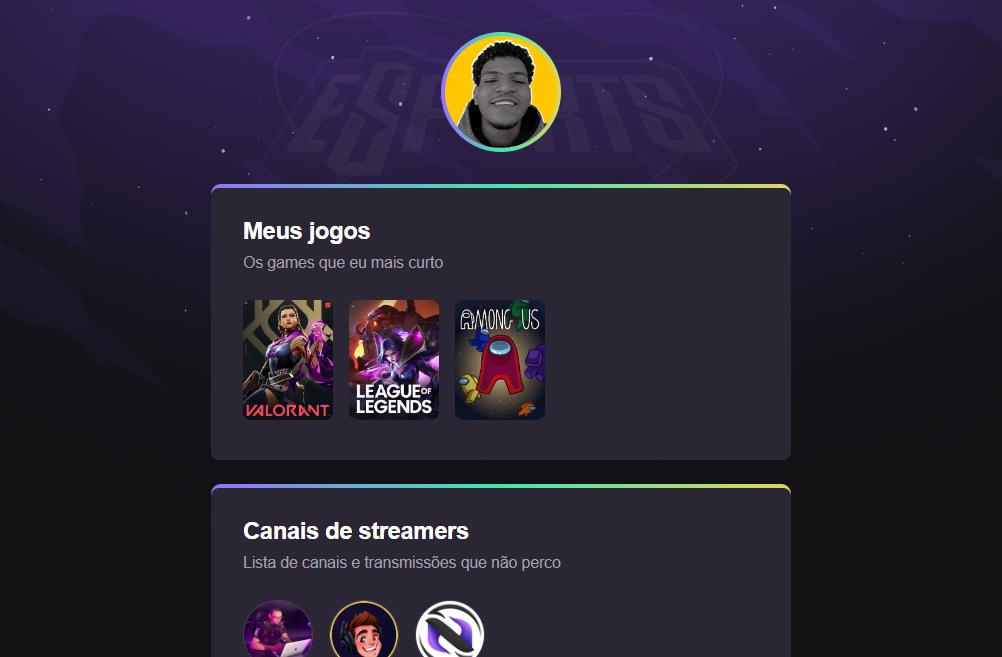 ESPORTS
Meus jogos
Os games que eu mais curto
VALORANT
LEAGUE OF
LEGENDS
AMONG US
Canais de streamers
Lista de canais e transmissões que não perco